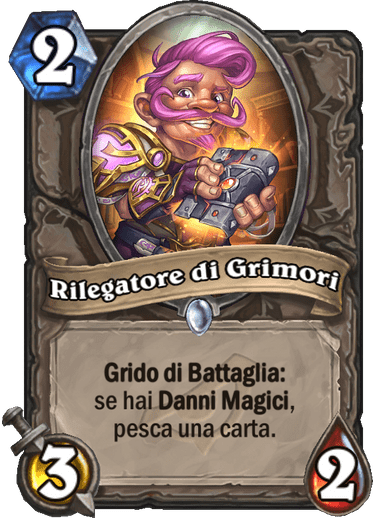 2
Rilegatore di Grimori
Grido di Battaglia:
se hai Danni Magici,
pesca una carta.
3
2